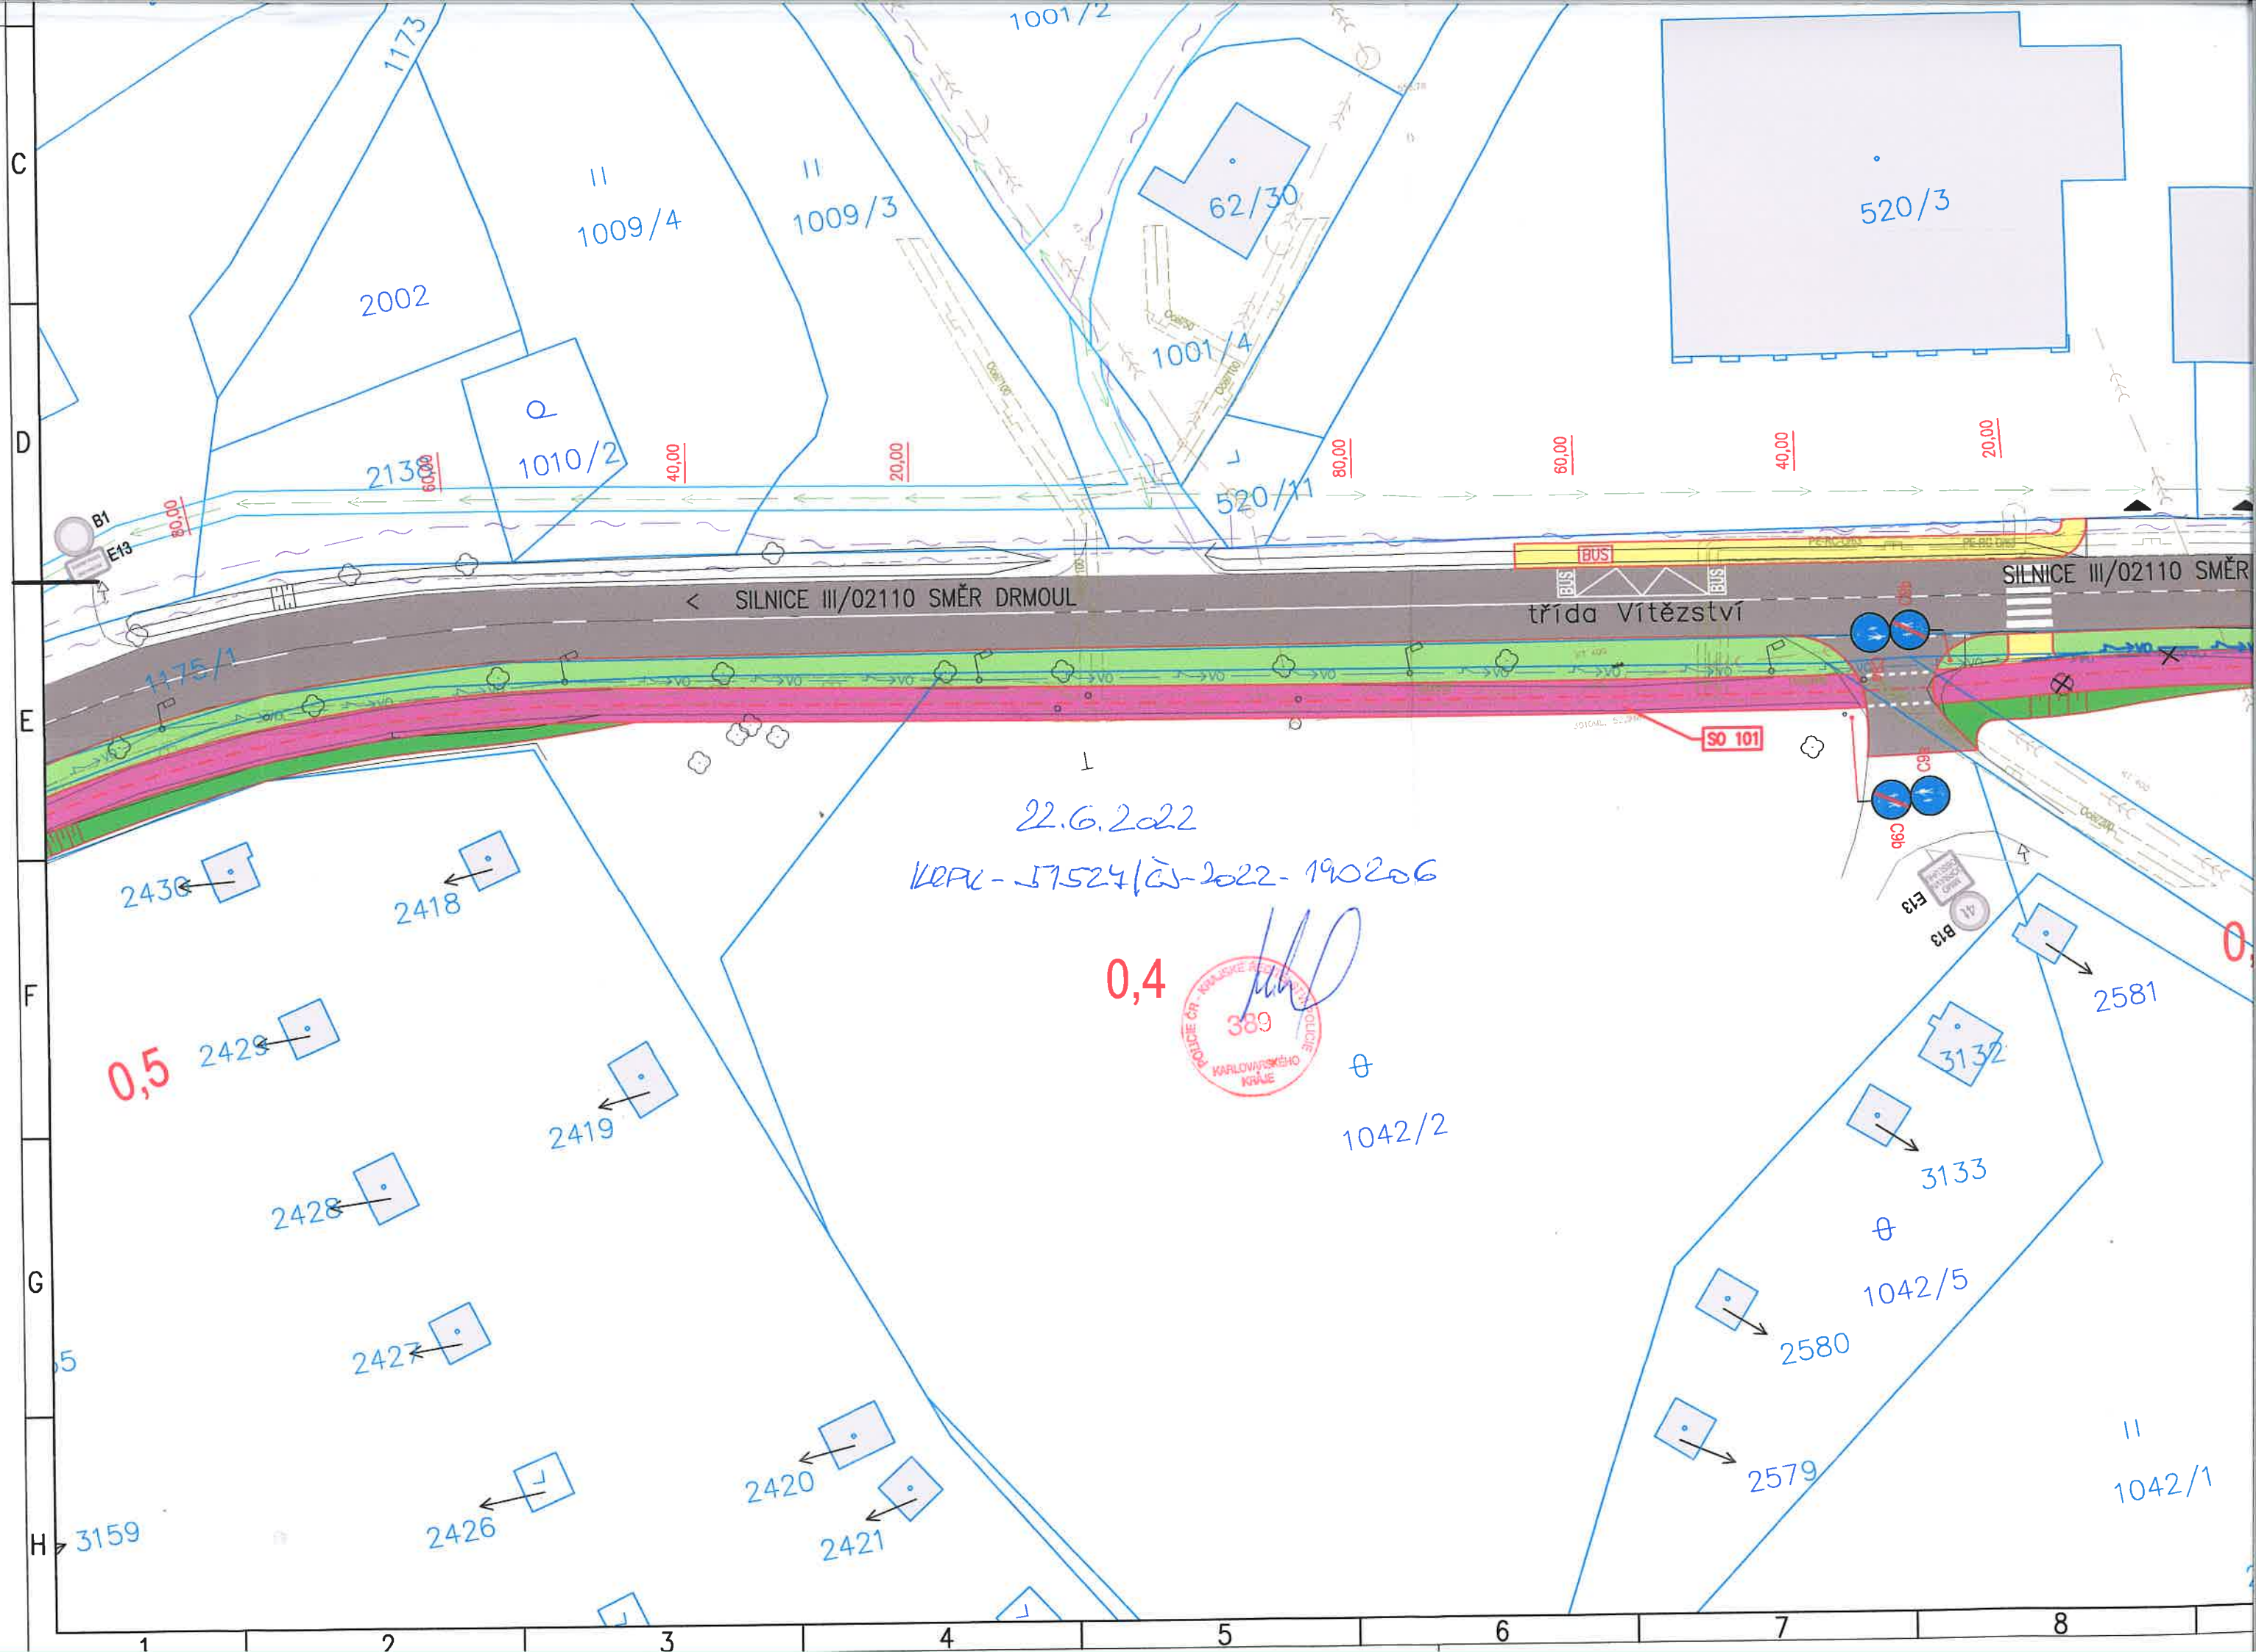 1173
1001/2
C
1009/4
1009/3
62/30
520/3
2002
1001/4
D
2138
1010/2
520/11
80,00
60,00
40,00
20,00
80,00
60,00
40,00
20,00
B1
E13
BUS
BUS
BUS
< SILNICE III/02110 SMĚR DRMOUL
třída Vítězství
SILNICE III/02110 SMĚR
1175/1
E
VO
SO 101
C9a
C9b
22.6.2022
E13
B13
2430
2418
0,4
389
POLICIE ČR - KRAJSKÉ ŘEDITELSTVÍ POLICIE
KARLOVARSKÉHO
KRAJE
F
0,5
2429
2419
2581
3132
1042/2
3133
2428
G
1042/5
2427
2580
2420
2579
2426
2421
1042/1
H
3159
1
2
3
4
5
6
7
8